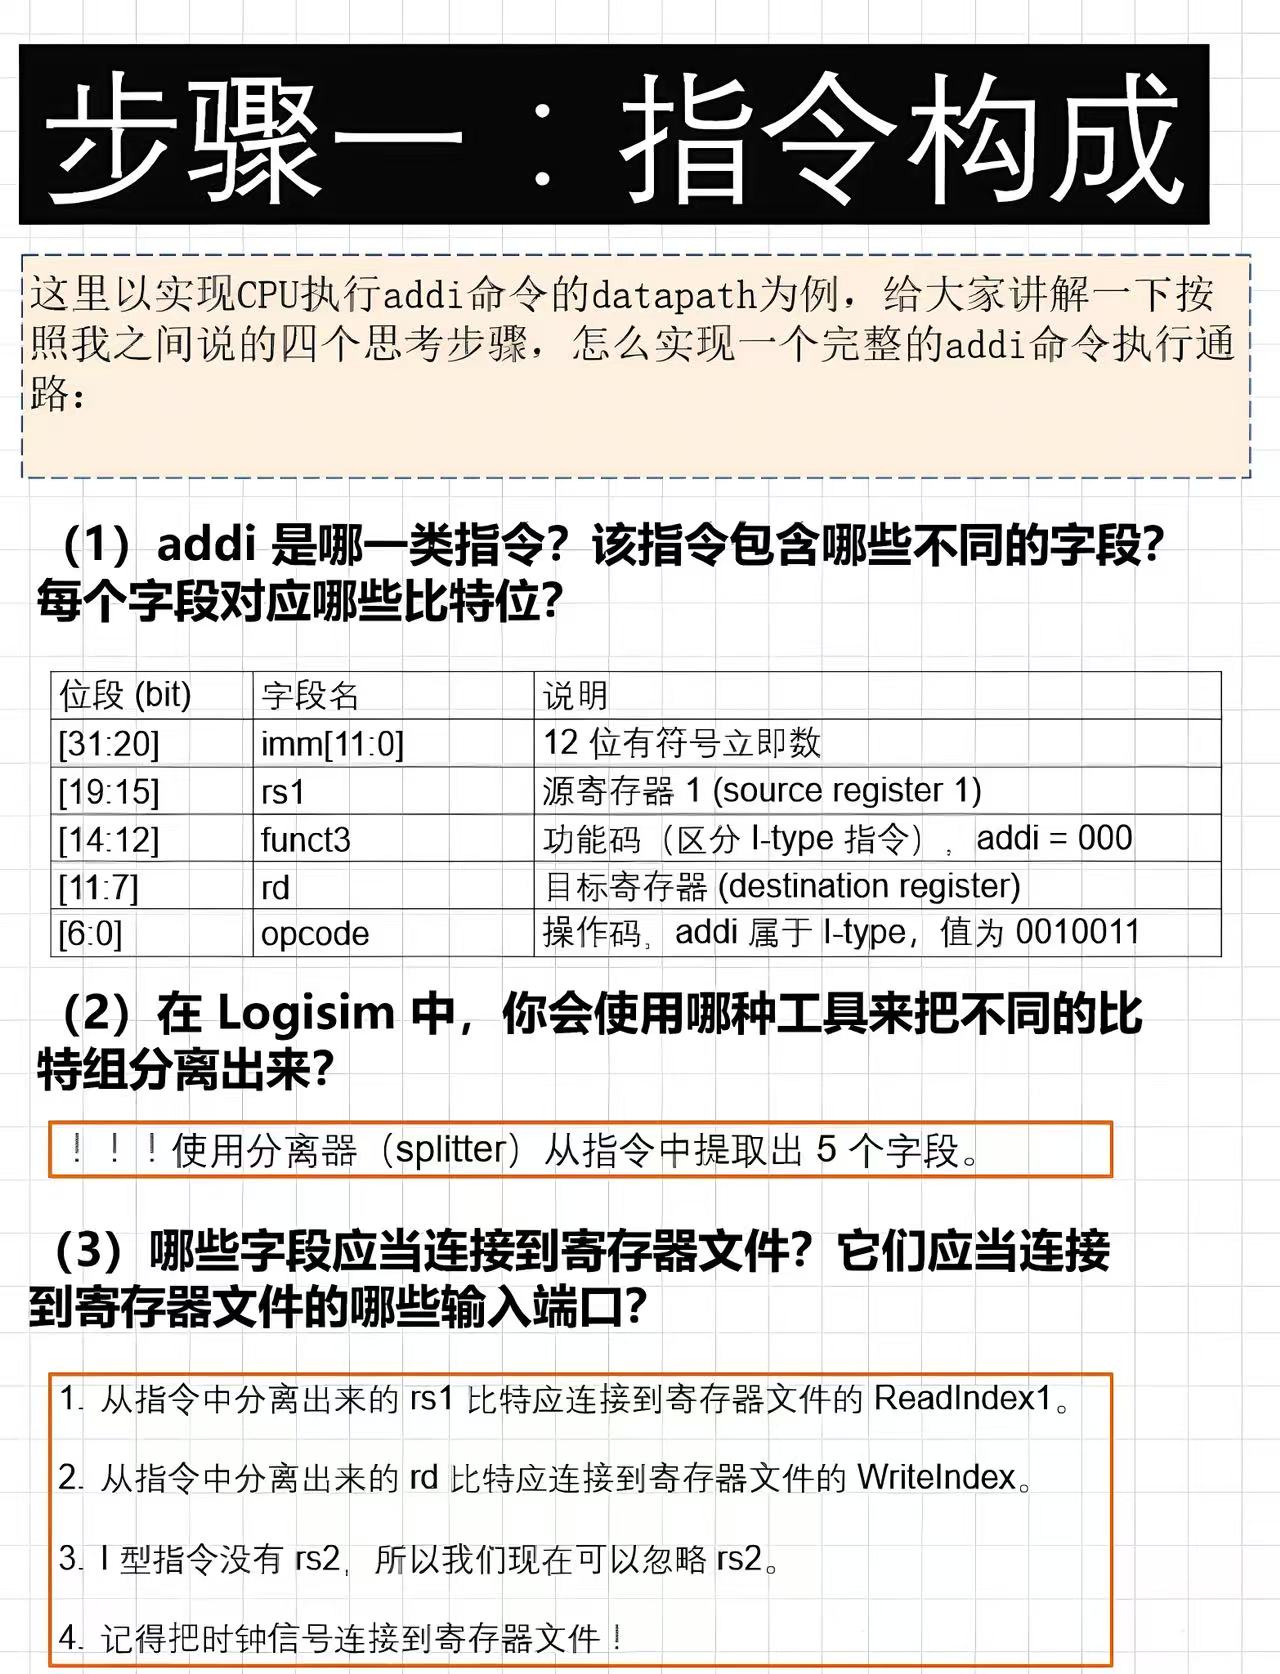 步骤一：指令构成
这里以实现CPU执行addi命令的datapath为例，给大家讲解一下按
照我之间说的四个思考步骤，怎么实现一个完整的addi命令执行通
路：
（1）addi 是哪一类指令？该指令包含哪些不同的字段？
每个字段对应哪些比特位？
位段 (bit) 字段名 说明
[31:20] imm[11:0] 12 位有符号立即数
[19:15] rs1 源寄存器 1 (source register 1)
[14:12] funct3 功能码（区分 I-type 指令），addi = 000
[11:7] rd 目标寄存器 (destination register)
[6:0] opcode 操作码，addi 属于 I-type，值为 0010011
（2）在 Logisim 中，你会使用哪种工具来把不同的比
特组分离出来？
！！！使用分离器（splitter）从指令中提取出 5 个字段。
（3）哪些字段应当连接到寄存器文件？它们应当连接
到寄存器文件的哪些输入端口？
1. 从指令中分离出来的 rs1 比特应连接到寄存器文件的 ReadIndex1。
2. 从指令中分离出来的 rd 比特应连接到寄存器文件的 WriteIndex。
3. I 型指令没有 rs2，所以我们现在可以忽略 rs2。
4. 记得把时钟信号连接到寄存器文件！